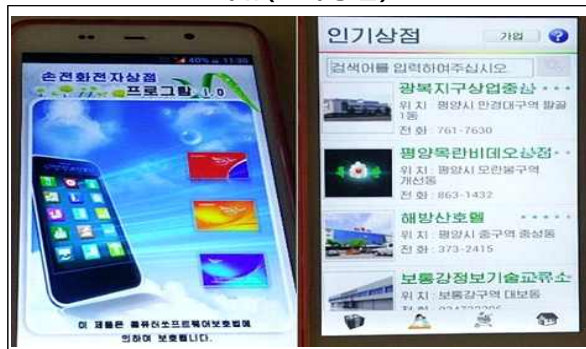 40% 11:30
손전화전자상점
프로그람 1.0
이 제품은 콤퓨터쏘프트웨어보호법에
의하여 보호됩니다.
인기상점
가입
?
검색어를 입력하여주십시오.
광복지구상업중심
위치: 평양시 만경대구역 팔골
1동
전화: 761-7630
평양목란비데오상점
위치: 평양시 모란봉구역
개선동
전화: 863-1432
해방산호텔
위치: 평양시 중구역 중성동
전화: 373-2415
보통강정보기술교류소
위치: 보통강구역 대보동